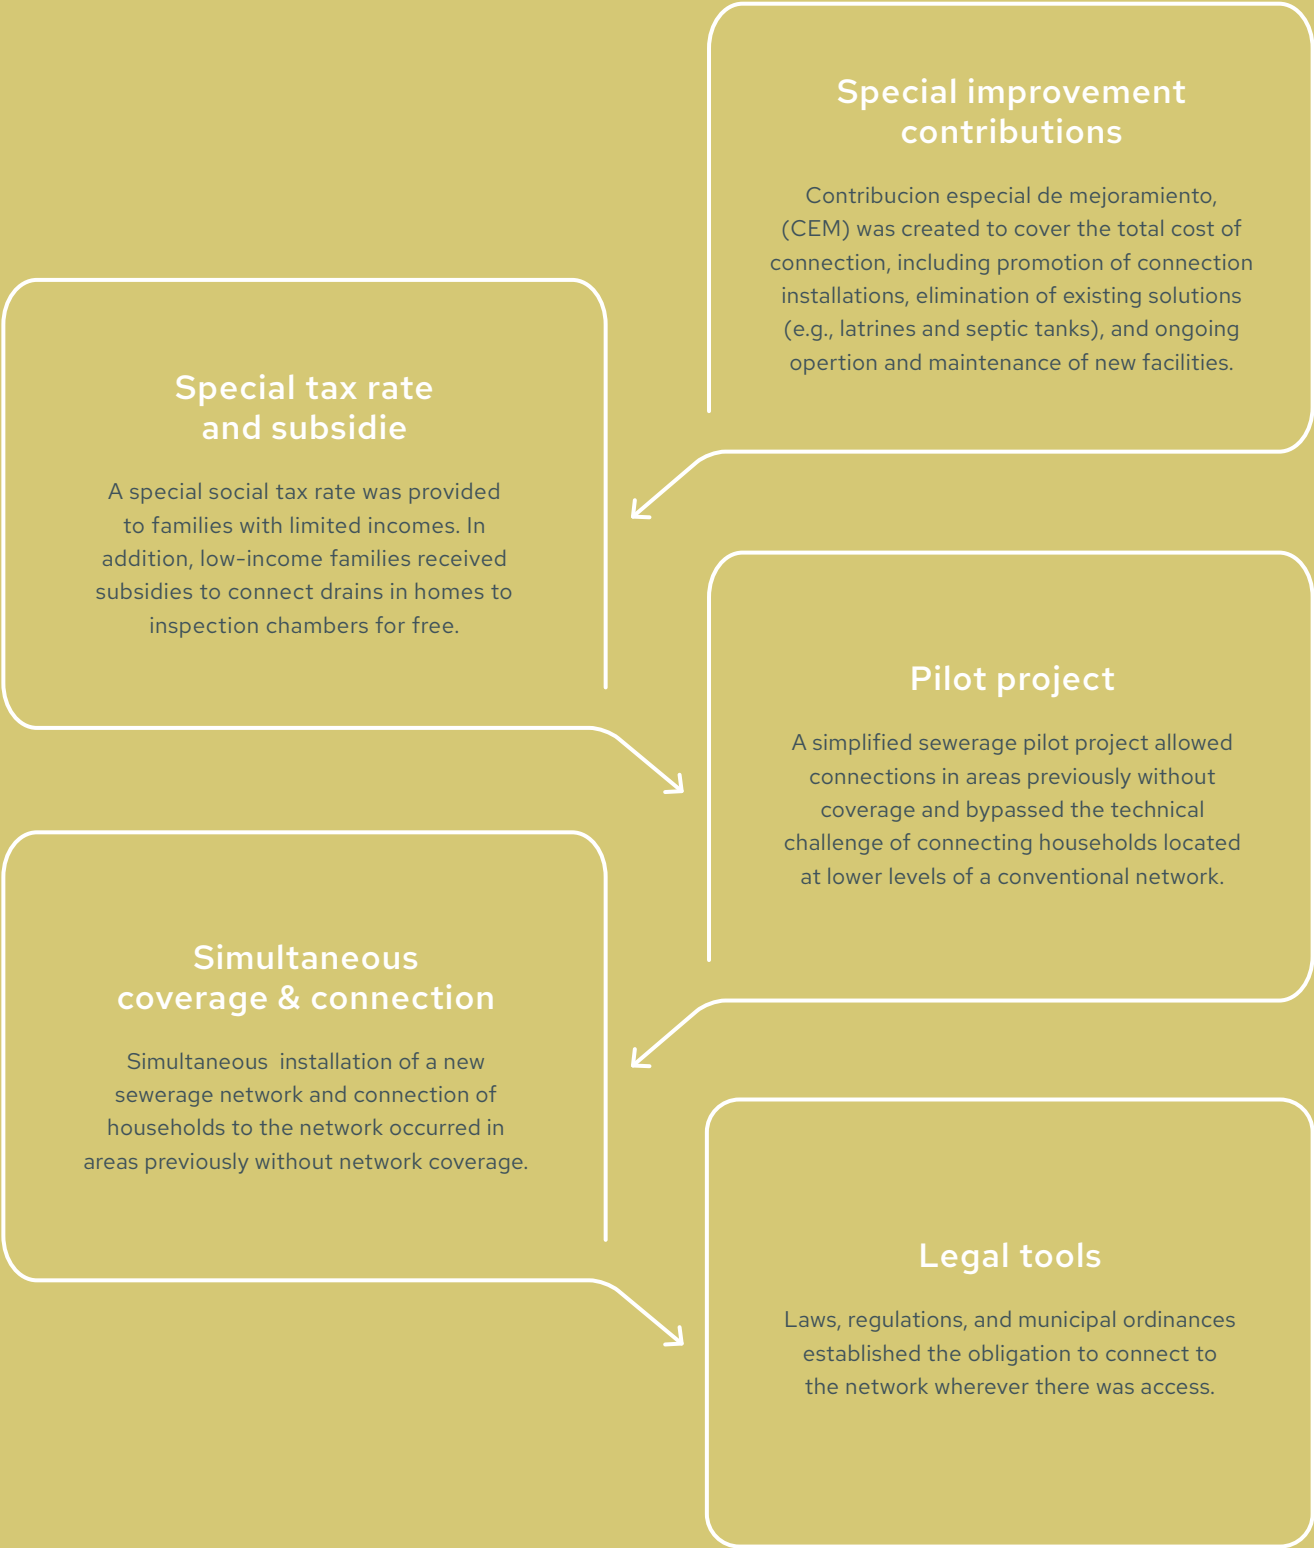 Special improvement
contributions
Contribucion especial de mejoramiento,
(CEM) was created to cover the total cost of
connection, including promotion of connection
installations, elimination of existing solutions
(e.g., latrines and septic tanks), and ongoing
opertion and maintenance of new facilities.
Special tax rate
and subsidie
A special social tax rate was provided
to families with limited incomes. In
addition, low-income families received
subsidies to connect drains in homes to
inspection chambers for free.
Pilot project
A simplified sewerage pilot project allowed
connections in areas previously without
coverage and bypassed the technical
challenge of connecting households located
at lower levels of a conventional network.
Simultaneous
coverage & connection
Simultaneous  installation of a new
sewerage network and connection of
households to the network occurred in
areas previously without network coverage.
Legal tools
Laws, regulations, and municipal ordinances
established the obligation to connect to
the network wherever there was access.